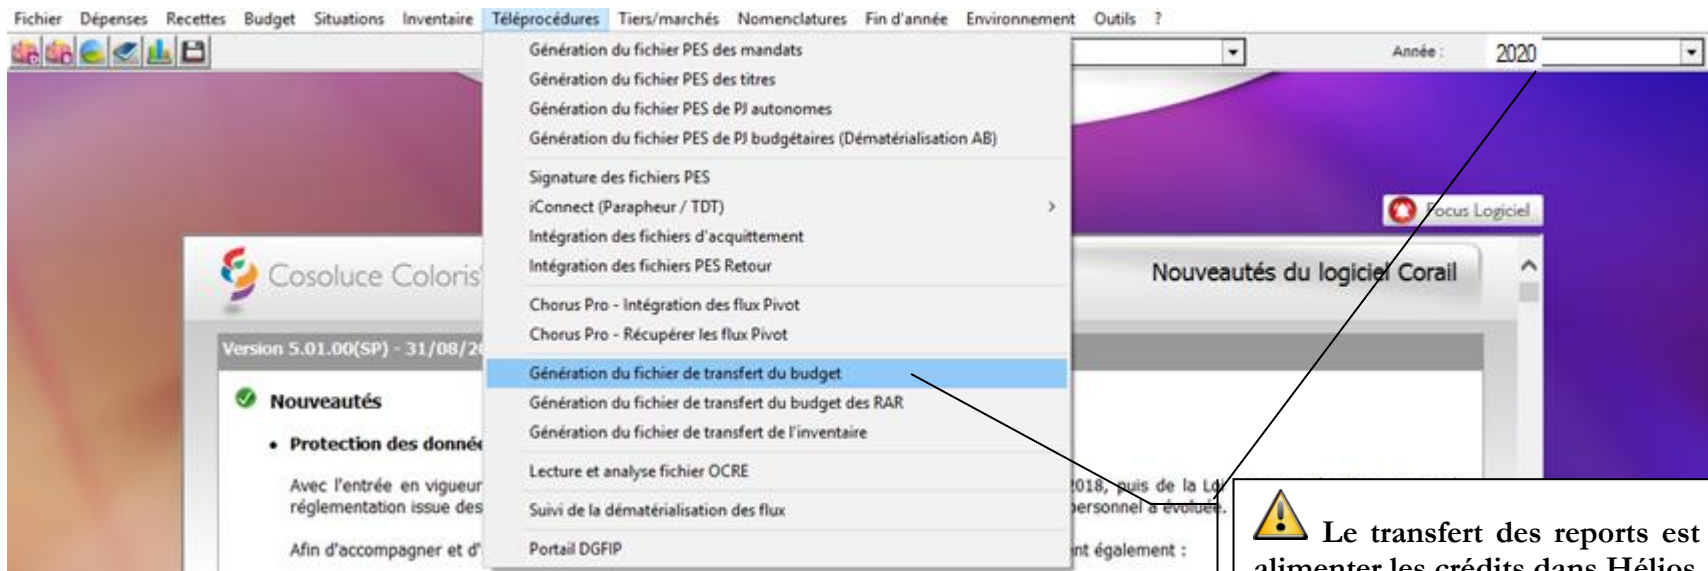 Fichier Dépenses Recettes Budget Situations Inventaire Téléprocédures Tiers/marchés Nomenclatures Fin d'année Environnement Outils ?
Année : 2020
Génération du fichier PES des mandats
Génération du fichier PES des titres
Génération du fichier PES de PJ autonomes
Génération du fichier PES de PJ budgétaires (Dématérialisation AB)
Signature des fichiers PES
iConnect (Parapheur / TDT) >
Intégration des fichiers d'acquittement
Intégration des fichiers PES Retour
Chorus Pro - Intégration des flux Pivot
Chorus Pro - Récupérer les flux Pivot
Génération du fichier de transfert du budget
Génération du fichier de transfert du budget des RAR
Génération du fichier de transfert de l'inventaire
Lecture et analyse fichier OCRE
Suivi de la dématérialisation des flux
Portail DGFIP
Focus Logiciel
Cosoluce Coloris
Nouveautés du logiciel Corail
Version 5.01.00(SP) - 31/08/2
Nouveautés
• Protection des donnée
Avec l'entrée en vigueur 2018, puis de la Loi
réglementation issue des personnel a évoluée.
Afin d'accompagner et d' nt également :
Le transfert des reports est
alimenter les crédits dans Hélios